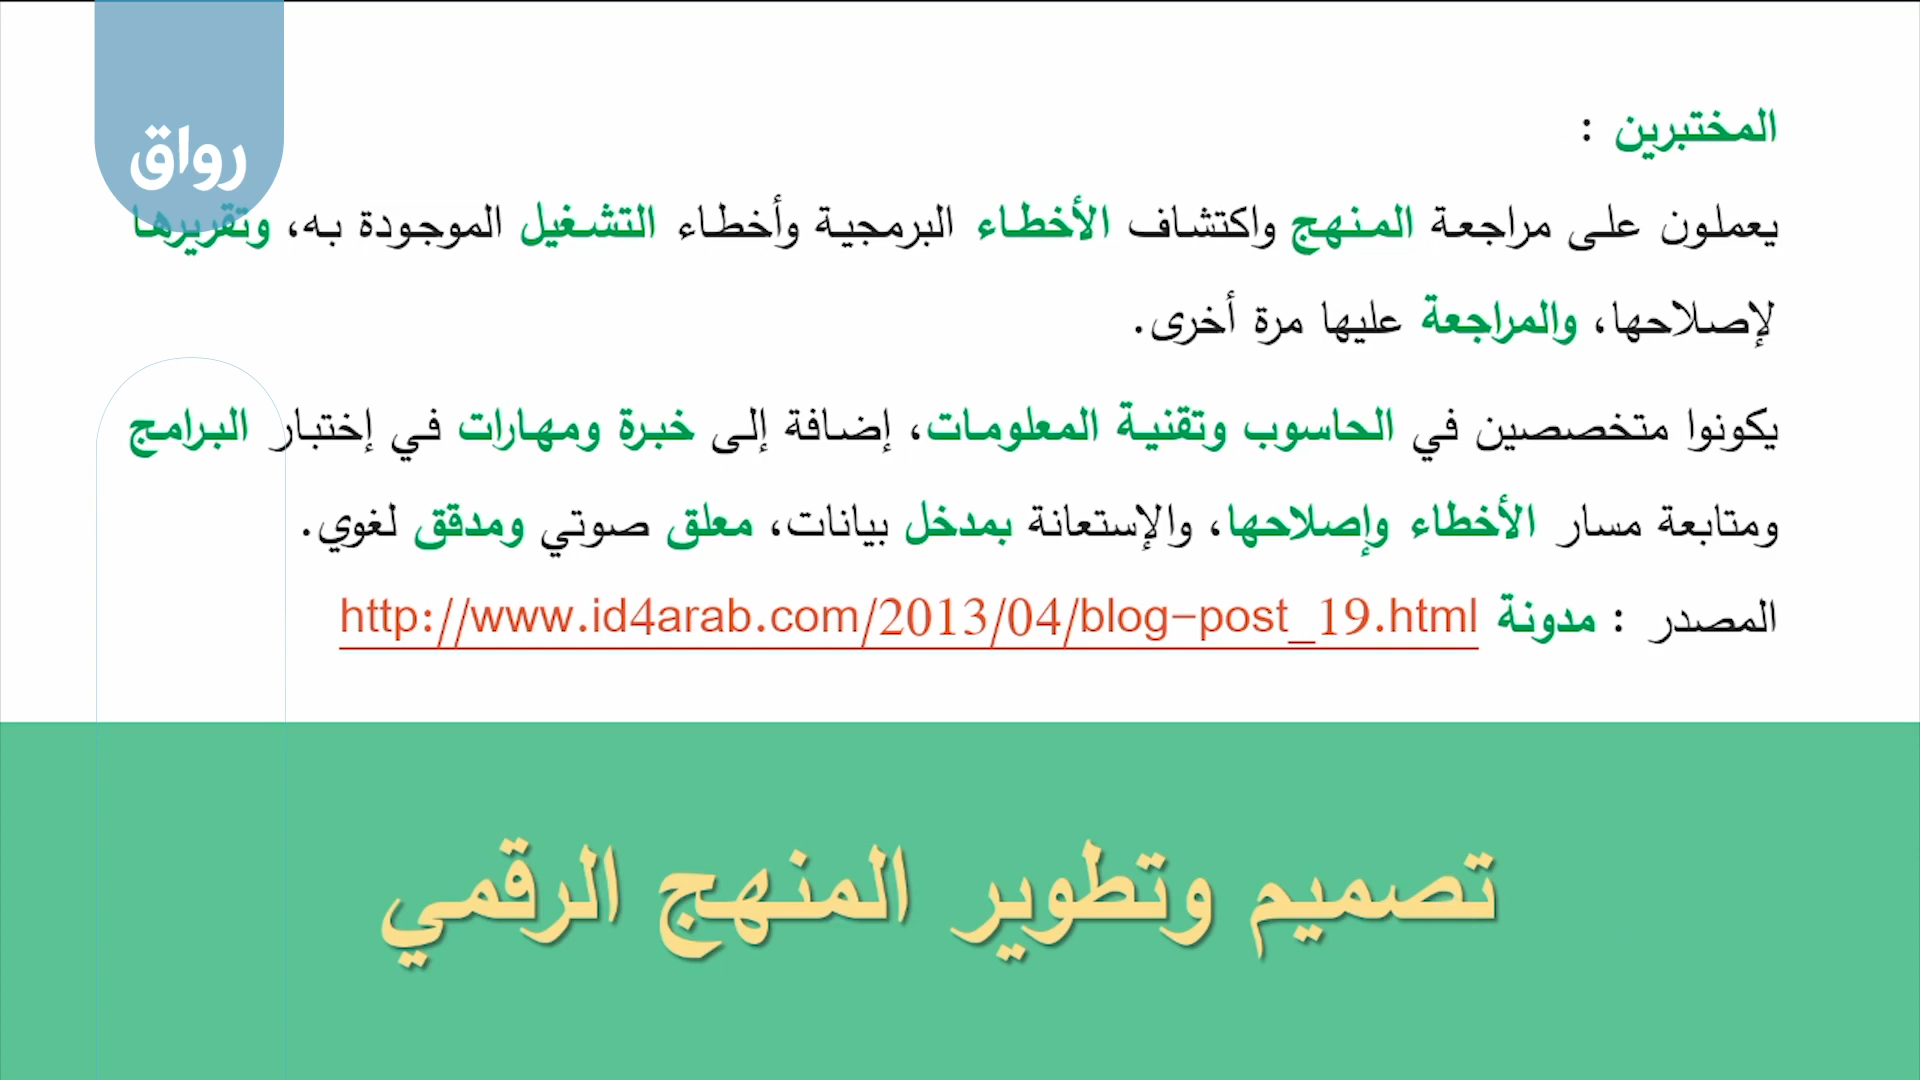 رواق
المختبرين :
يعملون على مراجعة المنهج واكتشاف الأخطاء البرمجية وأخطاء التشغيل الموجودة به، وتقريرها
لإصلاحها، والمراجعة عليها مرة أخرى.
يكونوا متخصصين في الحاسوب وتقنية المعلومات، إضافة إلى خبرة ومهارات في إختبار البرامج
ومتابعة مسار الأخطاء وإصلاحها، والإستعانة بمدخل بيانات، معلق صوتي ومدقق لغوي.
المصدر : مدونة http://www.id4arab.com/2013/04/blog-post_19.html
تصميم وتطوير المنهج الرقمي